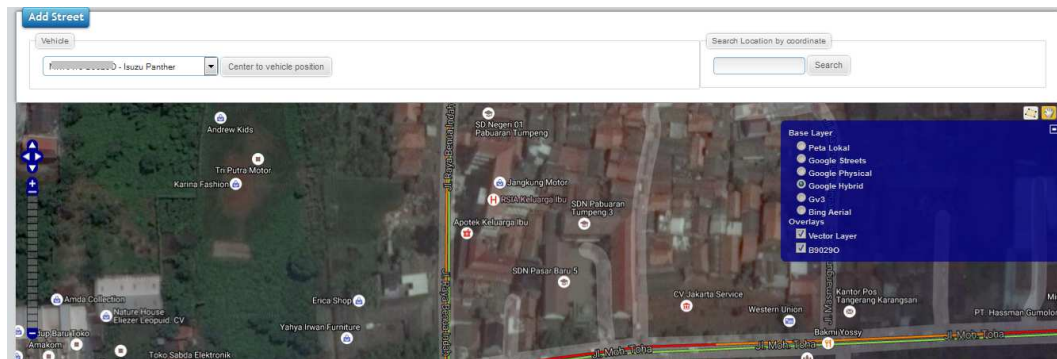 Add Street
Vehicle
- Isuzu Panther
Center to vehicle position
Search Location by coordinate
Search
Andrew Kids
SD Negeri 01
Pabuaran Tumpeng
Base Layer
Peta Lokal
Google Streets
Google Physical
Google Hybrid
Gv3
Bing Aerial
Overlays
Vector Layer
B9029O
Tri Putra Motor
Karina Fashion
Jl. Raya Benua Indah
Jangkung Motor
RSIA Keluarga Ibu
SDN Pabuaran
Tumpeng 3
Apotek Keluarga Ibu
SDN Pasar Baru 5
Amda Collection
Nature House
Eliezer Leopuid. CV
Erica Shop
Yahya Irwan Furniture
CV Jakarta Service
Western Union
Kantor Pos
Tangerang Karangsari
PT. Hassman Gumolo
Bakmi Yossy
Jl. Moh. Toha
Jl. Moh. Toha
Jl. Moh. Toha
Toko Sabda Elektronik